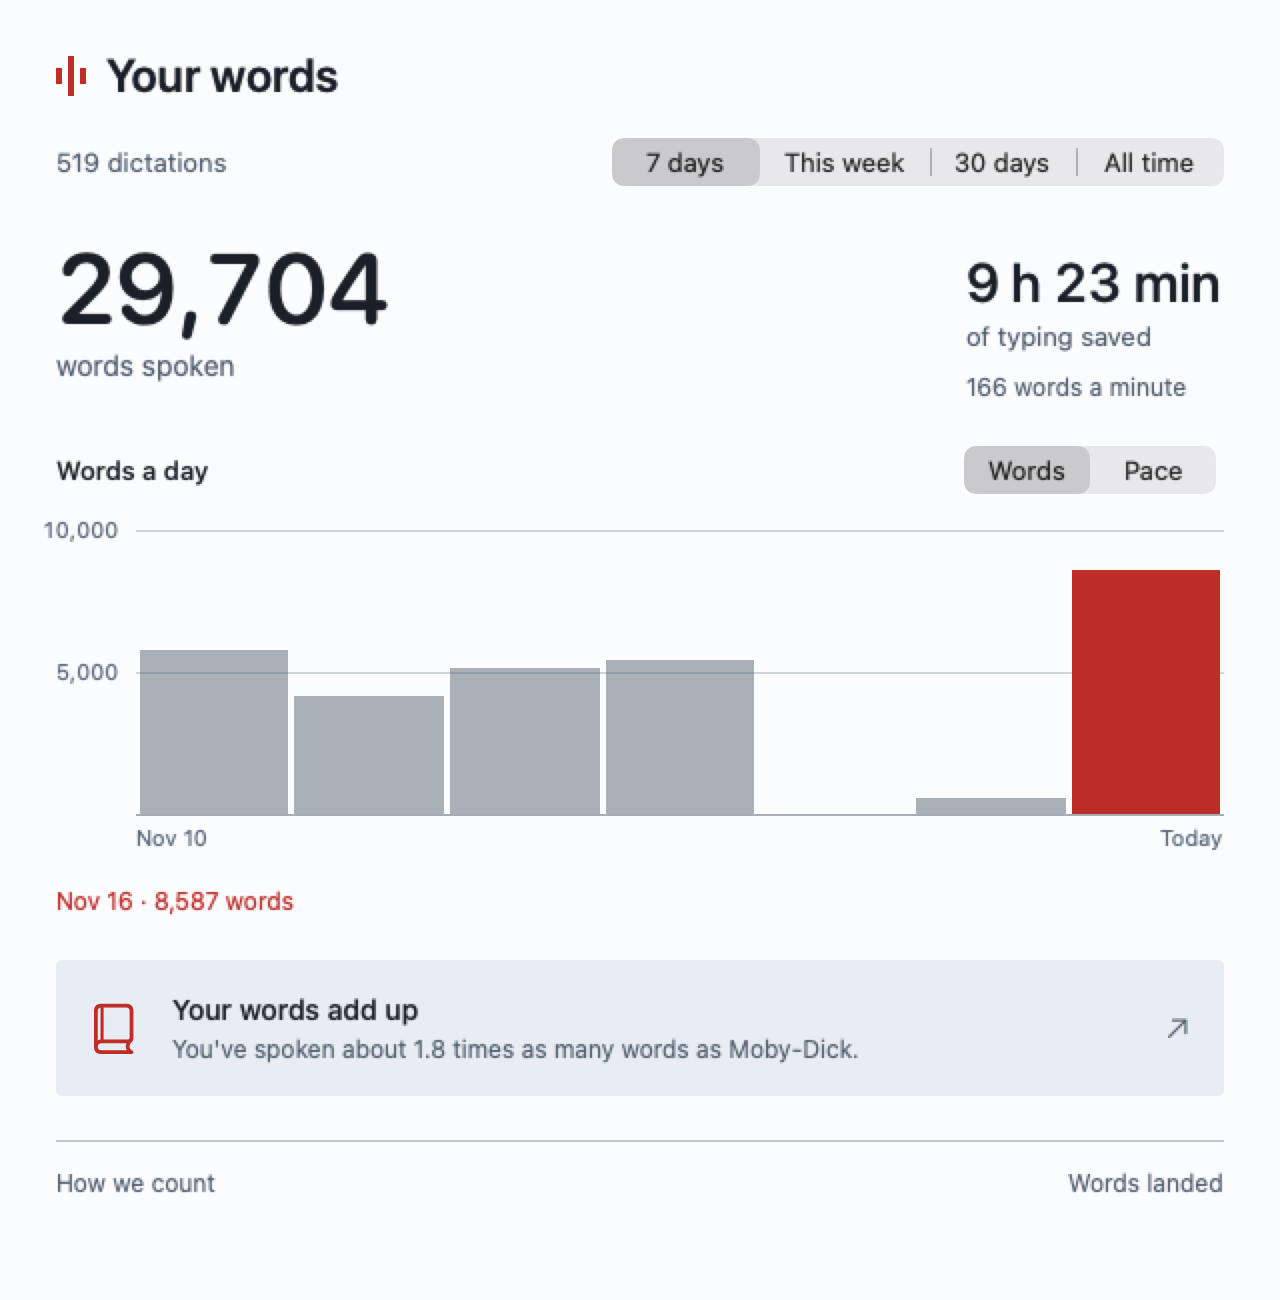 Your words
519 dictations
7 days
This week
30 days
All time
29,704
words spoken
9 h 23 min
of typing saved
166 words a minute
Words a day
Words
Pace
10,000
5,000
Nov 10
Today
Nov 16 · 8,587 words
Your words add up
You've spoken about 1.8 times as many words as Moby-Dick.
How we count
Words landed